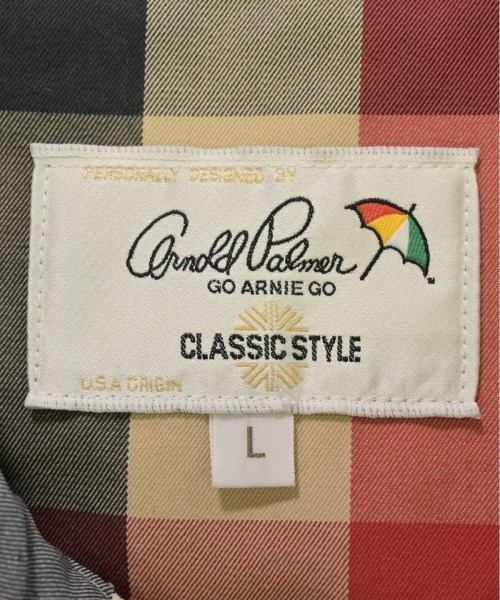 PERSONALLY DESIGNED BY
Arnold Palmer
GO ARNIE GO
CLASSIC STYLE
U.S.A ORIGIN
L